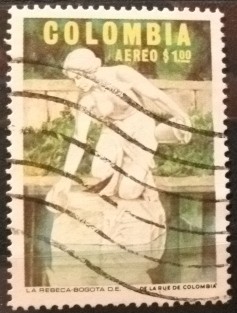 COLOMBIA
AEREO $1.00
LA REBECA-BOGOTA D.E. DE LA RUE DE COLOMBIA